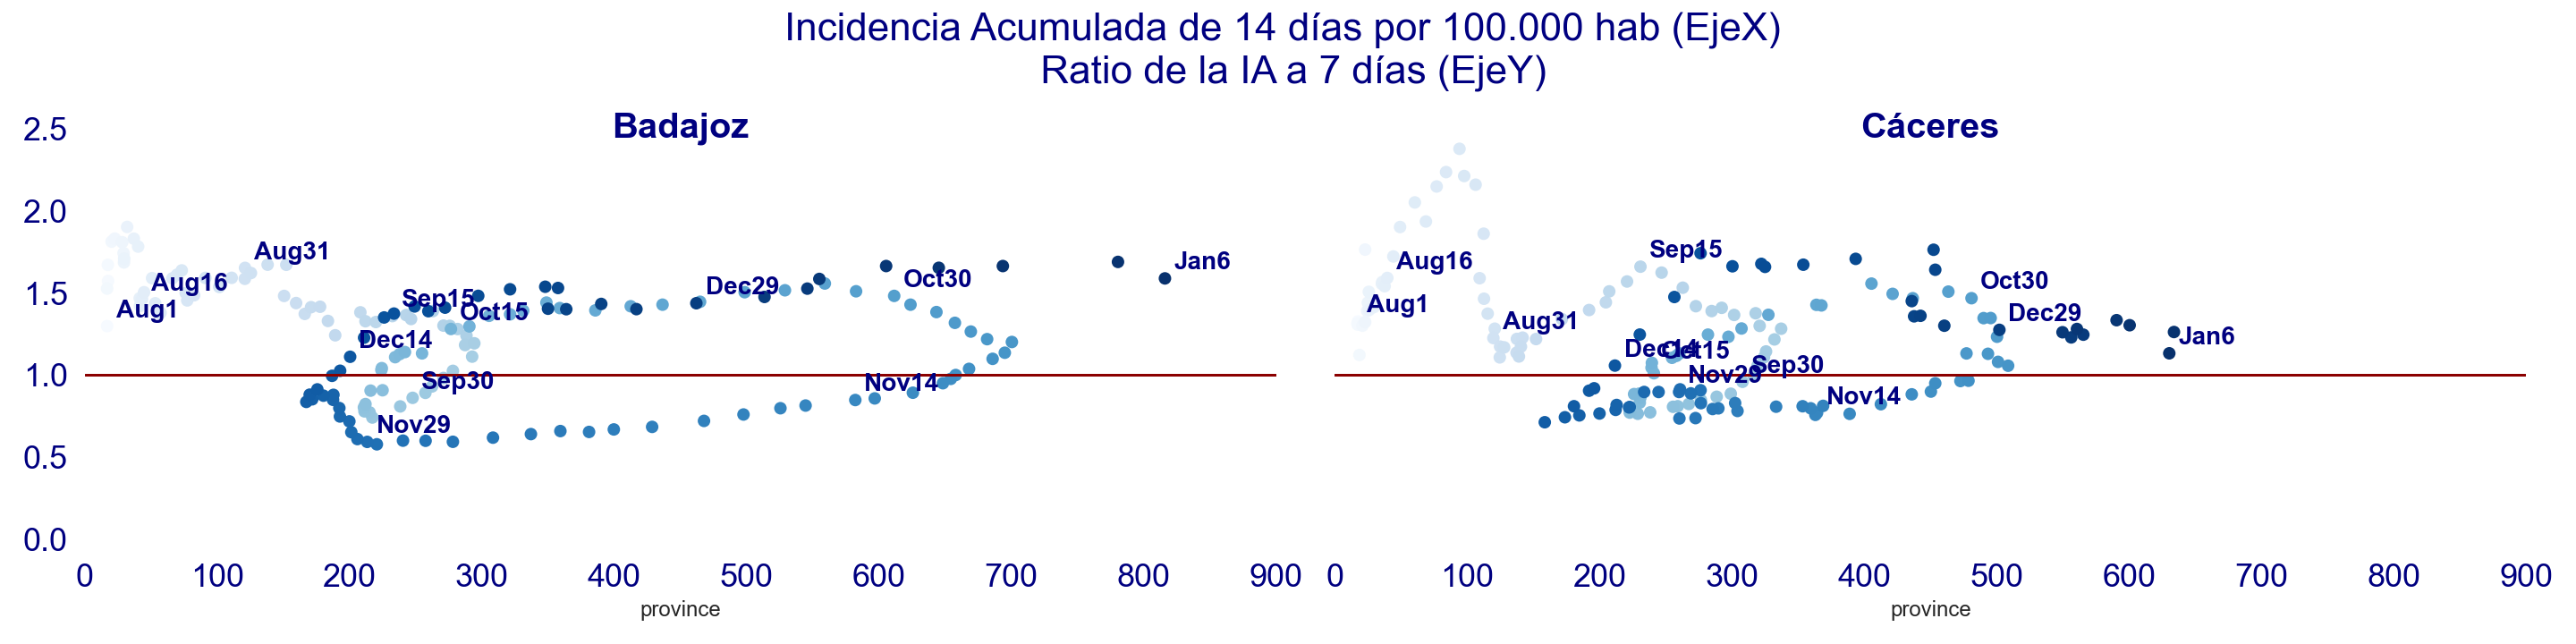 Incidencia Acumulada de 14 días por 100.000 hab (EjeX)
Ratio de la IA a 7 días (EjeY)
Badajoz
2.5
2.0
1.5
1.0
0.5
0.0
Aug31
Aug16
Aug1
Sep15
Oct15
Dec29
Oct30
Jan6
Dec14
Sep30
Nov14
Nov29
0 100 200 300 400 500 600 700 800 900
province
Cáceres
Sep15
Aug16
Aug1
Aug31
Oct30
Dec29
Jan6
Dec14
Oct15
Sep30
Nov29
Nov14
0 100 200 300 400 500 600 700 800 900
province